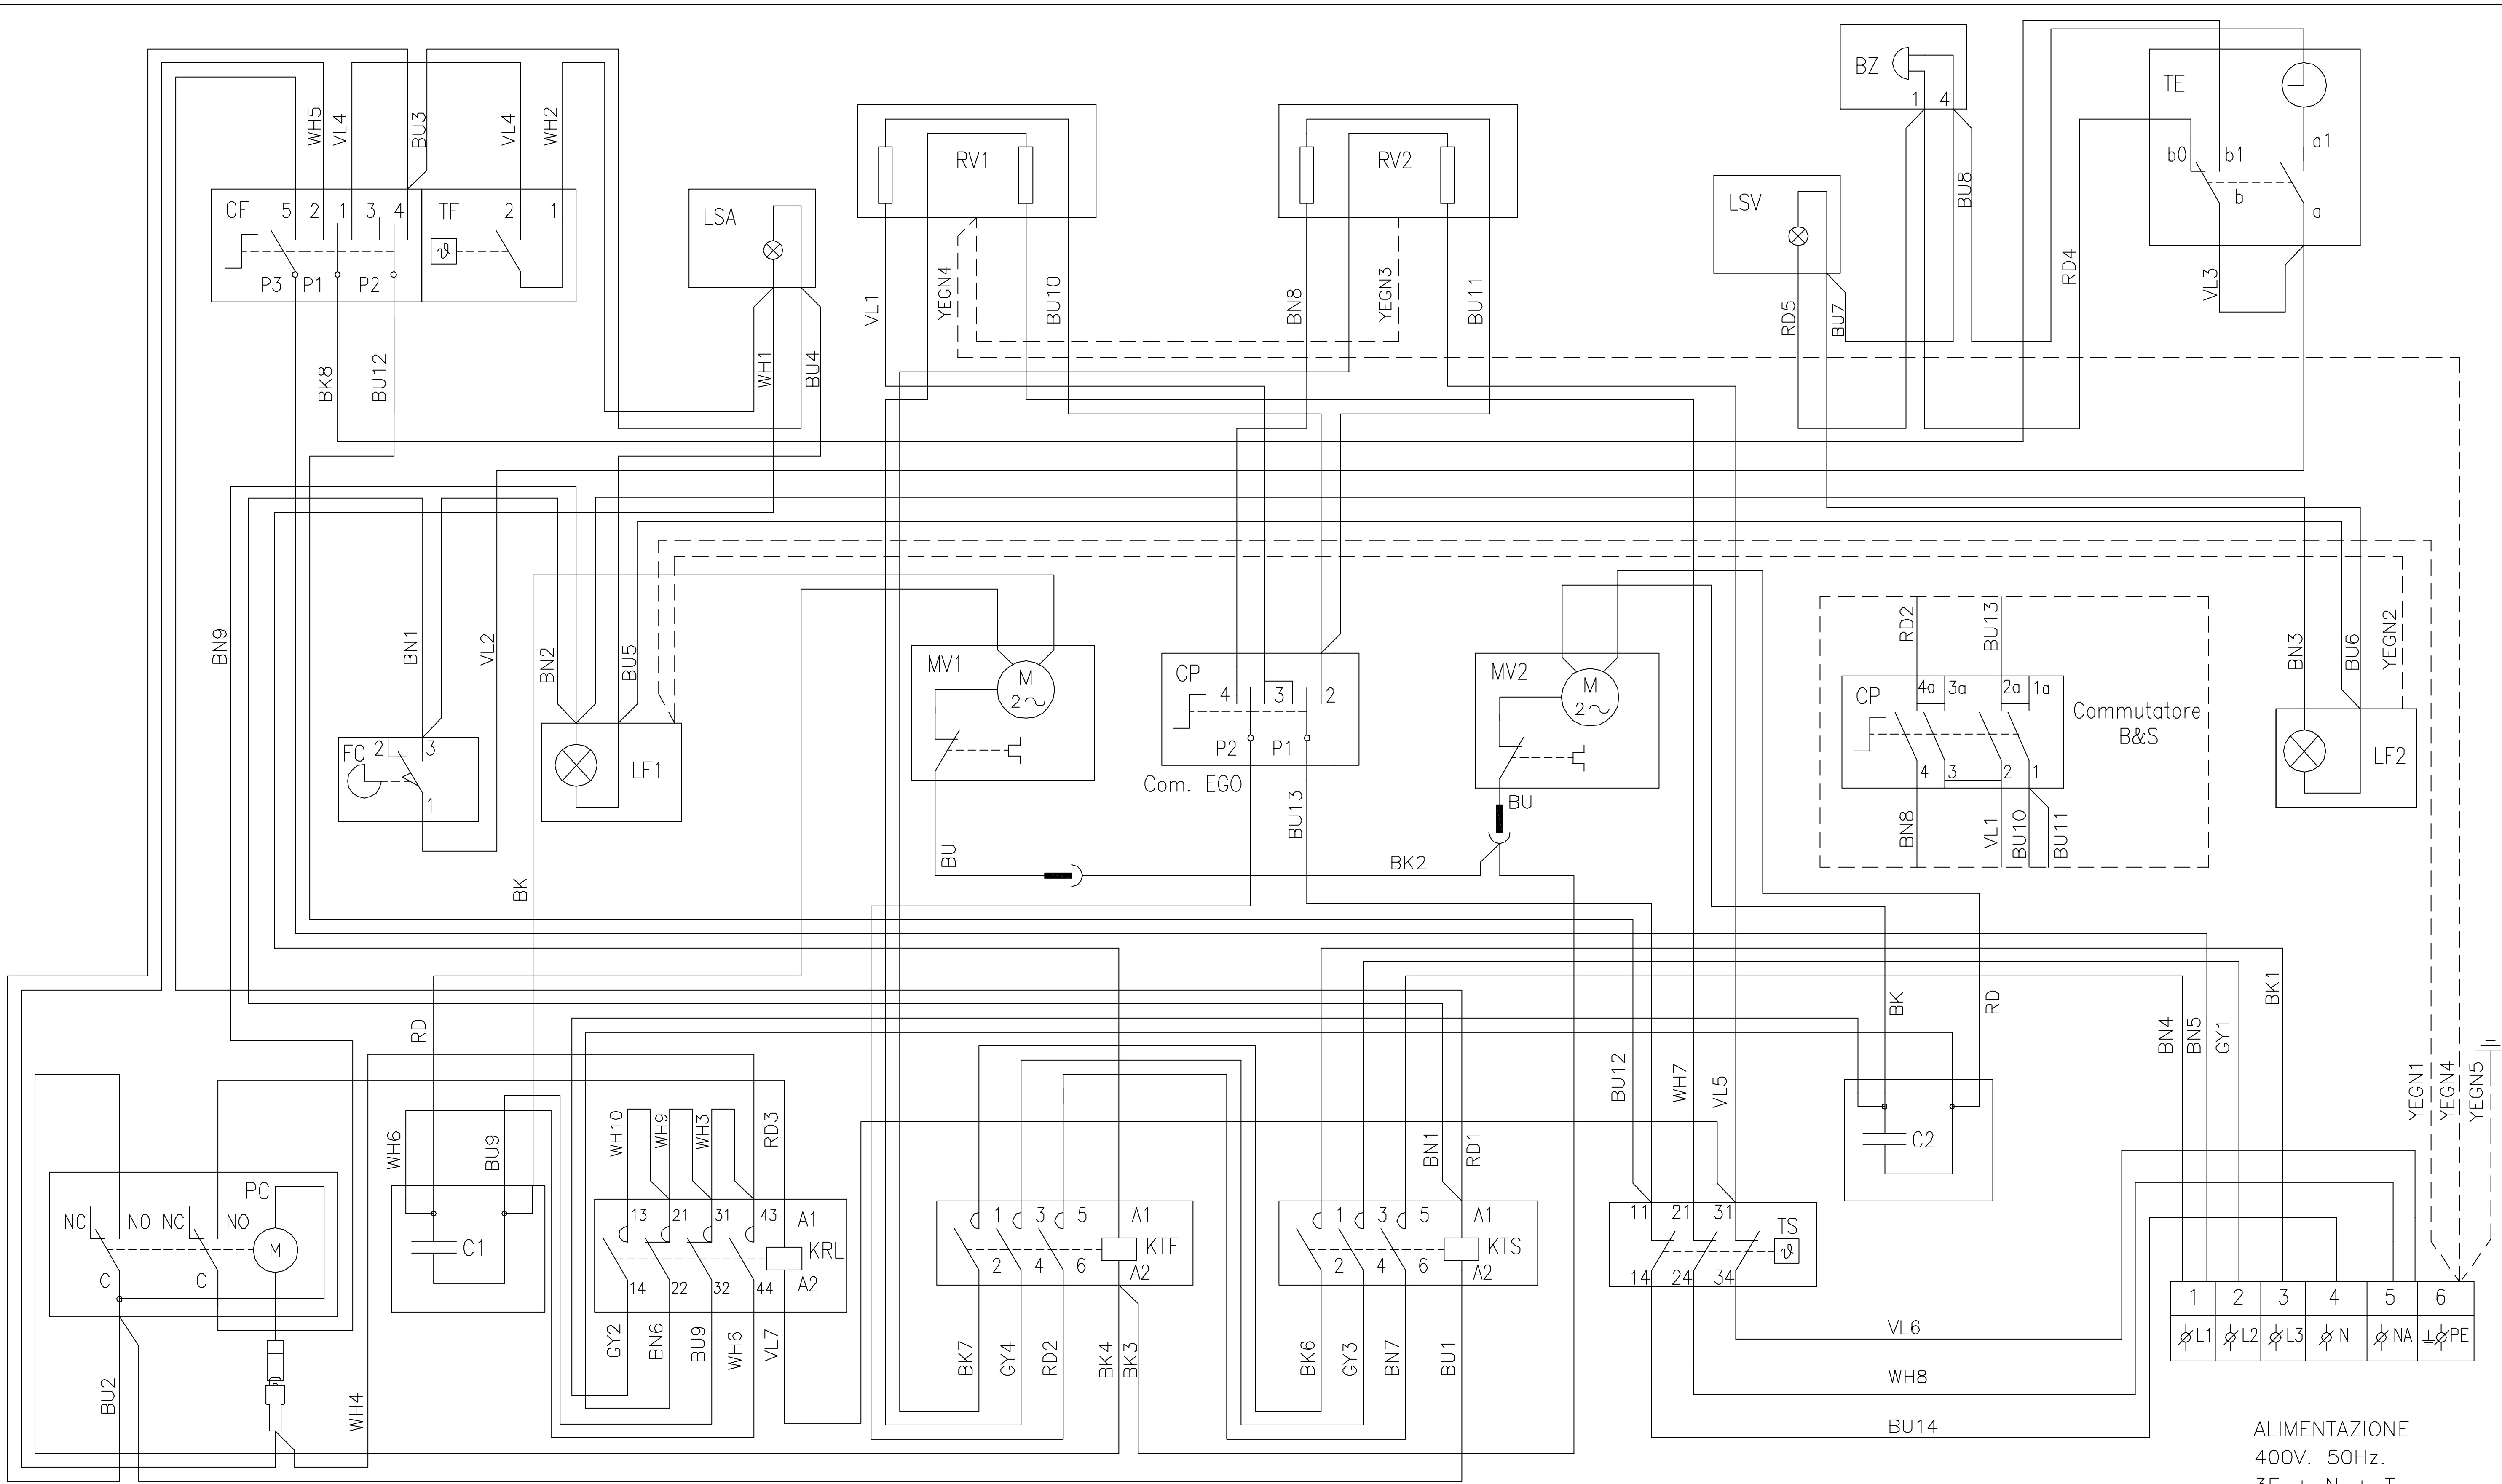 BZ
1 4
TE
a1
b0 b1
b
a
WH5
VL4
BU3
VL4
WH2
CF 5 2 1 3 4
TF 2 1
P3 P1 P2
LSA
RV1
RV2
LSV
BU8
RD4
VL3
BK8
BU12
WH1
BU4
VL1
YEGN4
BU10
BN8
YEGN3
BU11
RD5
BU7
BN9
BN1
VL2
BN2
BU5
MV1
M
2
CP
4 3 2
P2 P1
Com. EGO
MV2
M
2
RD2
BU13
CP
4a 3a 2a 1a
4 3 2 1
Commutatore
B&S
BN3
BU6
YEGN2
LF2
FC 2 3
1
LF1
BU
BU13
BU
BK2
BN8
VL1
BU10
BU11
BK
RD
BK
RD
BK1
BN4
BN5
GY1
YEGN1
YEGN4
YEGN5
BU12
WH7
VL5
WH6
BU9
WH10
WH9
WH3
RD3
BN1
RD1
C2
PC
NC NO NC NO
M
C C
C1
13 21 31 43 A1
KRL
14 22 32 44 A2
1 3 5 A1
KTF
2 4 6 A2
1 3 5 A1
KTS
2 4 6 A2
11 21 31
TS
14 24 34
1 2 3 4 5 6
L1 L2 L3 N NA PE
GY2
BN6
BU9
WH6
VL7
BK7
GY4
RD2
BK4
BK3
BK6
GY3
BN7
BU1
VL6
WH8
BU14
BU2
WH4
ALIMENTAZIONE
400V. 50Hz.